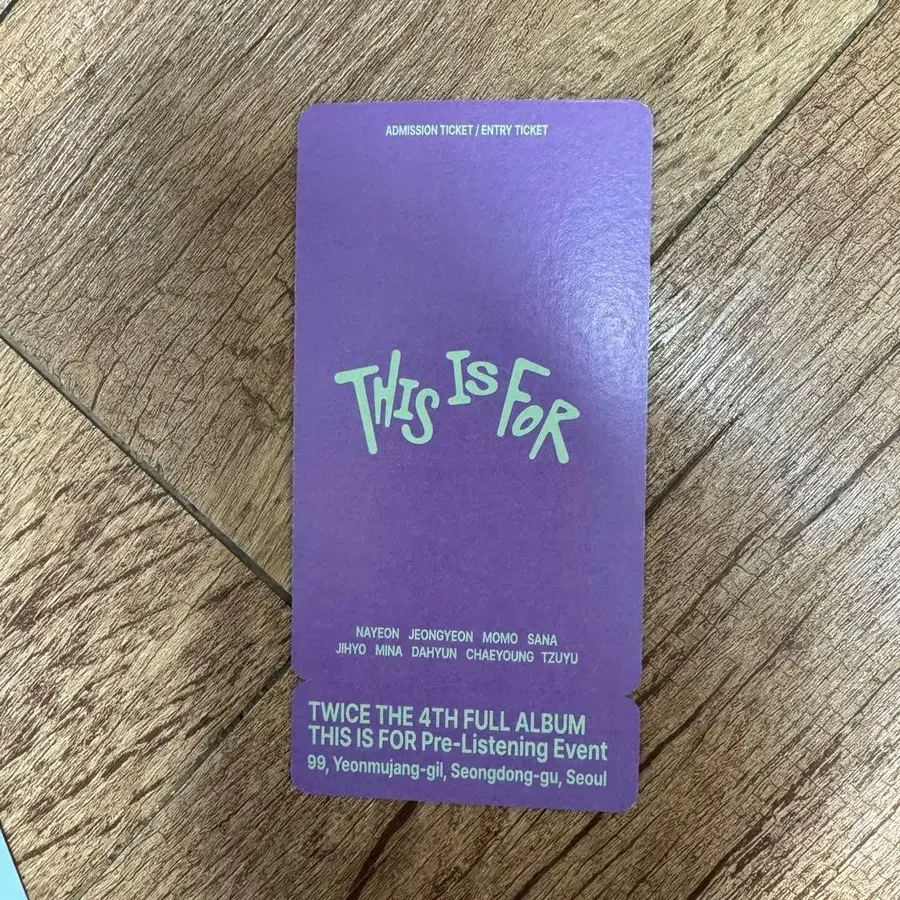 ADMISSION TICKET / ENTRY TICKET
THIS IS FOR
NAYEON JEONGYEON MOMO SANA
JIHYO MINA DAHYUN CHAEYOUNG TZUYU
TWICE THE 4TH FULL ALBUM
THIS IS FOR Pre-Listening Event
99, Yeonmujang-gil, Seongdong-gu, Seoul